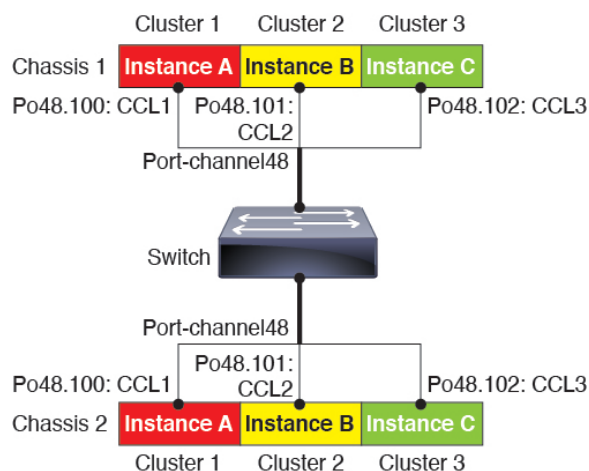 Cluster 1 Cluster 2 Cluster 3
Chassis 1 Instance A Instance B Instance C
Po48.100: CCL1 Po48.101: Po48.102: CCL3
CCL2
Port-channel48
Switch
Port-channel48
Po48.101:
Po48.100: CCL1 CCL2 Po48.102: CCL3
Chassis 2 Instance A Instance B Instance C
Cluster 1 Cluster 2 Cluster 3